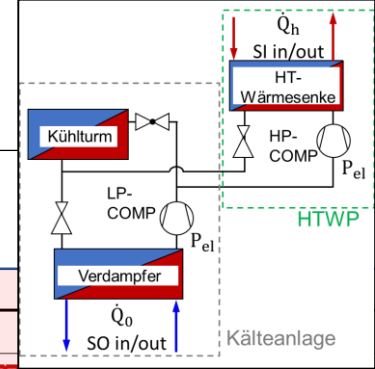 Q̇h
SI in/out
HT-
Wärmesenke
Kühlturm
HP-
COMP
Pel
LP-
COMP
HTWP
Pel
Verdampfer
Q̇0
SO in/out
Kälteanlage